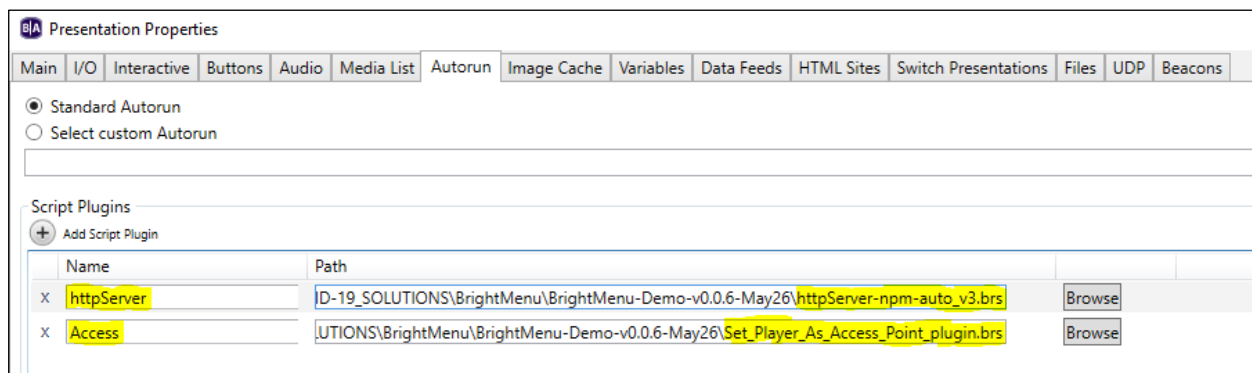 B|A Presentation Properties
Main I/O Interactive Buttons Audio Media List Autorun Image Cache Variables Data Feeds HTML Sites Switch Presentations Files UDP Beacons
Standard Autorun
Select custom Autorun
Script Plugins
+ Add Script Plugin
Name Path
x httpServer ID-19_SOLUTIONS\BrightMenu\BrightMenu-Demo-v0.0.6-May26\httpServer-npm-auto_v3.brs Browse
x Access .UTIONS\BrightMenu\BrightMenu-Demo-v0.0.6-May26\Set_Player_As_Access_Point_plugin.brs Browse